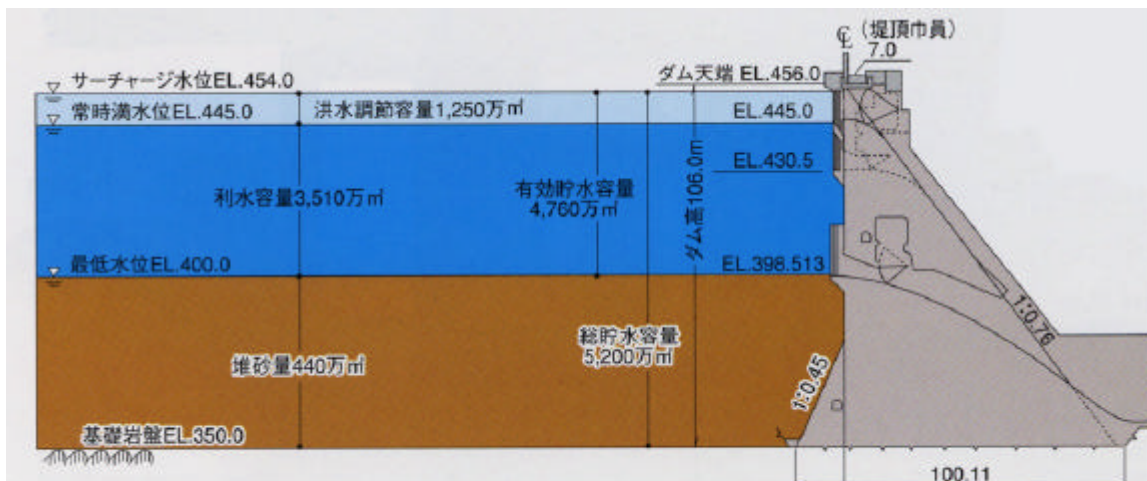 (堤頂巾員)
7.0
サーチャージ水位EL.454.0
ダム天端 EL.456.0
常時満水位EL.445.0
洪水調節容量1,250万㎥
EL.445.0
EL.430.5
利水容量3,510万㎥
有効貯水容量
4,760万㎥
ダム高106.0m
最低水位EL.400.0
EL.398.513
総貯水容量
5,200万㎥
堆砂量440万㎥
1:0.76
1:0.45
基礎岩盤EL.350.0
100.11